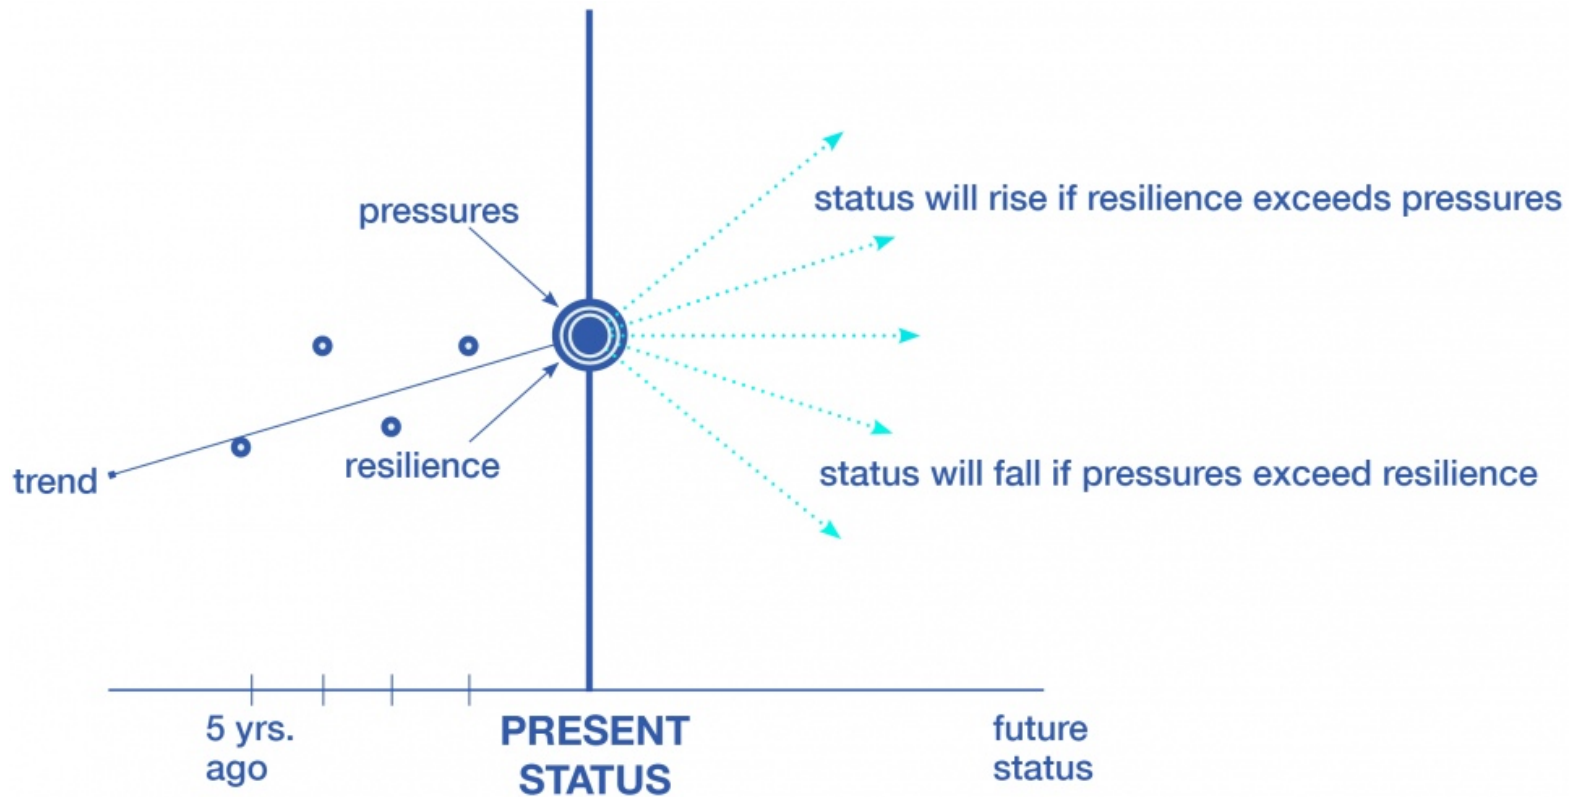 pressures
status will rise if resilience exceeds pressures
resilience
trend
status will fall if pressures exceed resilience
5 yrs.
ago
PRESENT
STATUS
future
status